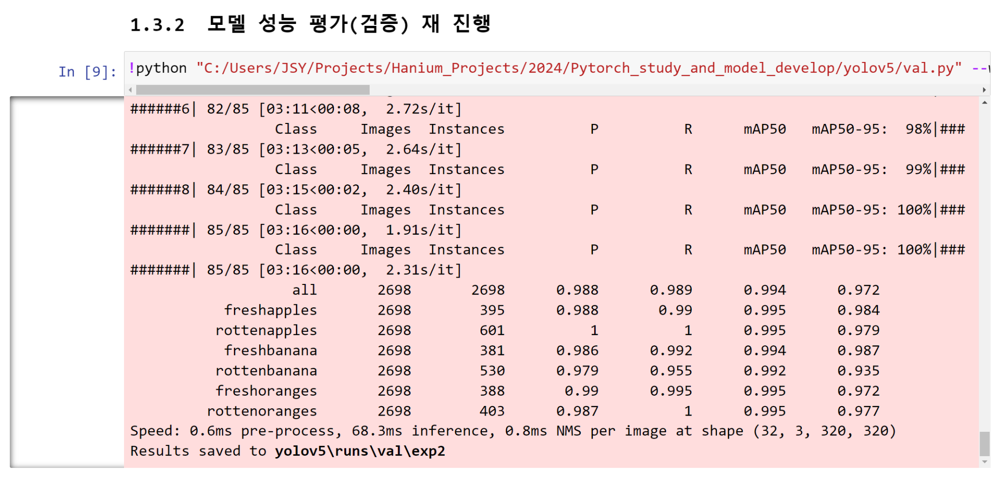 1.3.2 모델 성능 평가(검증) 재 진행
In [9]: !python "C:/Users/JSY/Projects/Hanium_Projects/2024/Pytorch_study_and_model_develop/yolov5/val.py" --
######6| 82/85 [03:11<00:08,  2.72s/it]
Class Images Instances P R mAP50 mAP50-95: 98%|###
######7| 83/85 [03:13<00:05,  2.64s/it]
Class Images Instances P R mAP50 mAP50-95: 99%|###
######8| 84/85 [03:15<00:02,  2.40s/it]
Class Images Instances P R mAP50 mAP50-95: 100%|###
#######| 85/85 [03:16<00:00,  1.91s/it]
Class Images Instances P R mAP50 mAP50-95: 100%|###
#######| 85/85 [03:16<00:00,  2.31s/it]
all 2698 2698 0.988 0.989 0.994 0.972
freshapples 2698 395 0.988 0.99 0.995 0.984
rottenapples 2698 601 1 1 0.995 0.979
freshbanana 2698 381 0.986 0.992 0.994 0.987
rottenbanana 2698 530 0.979 0.955 0.992 0.935
freshoranges 2698 388 0.99 0.995 0.995 0.972
rottenoranges 2698 403 0.987 1 0.995 0.977
Speed: 0.6ms pre-process, 68.3ms inference, 0.8ms NMS per image at shape (32, 3, 320, 320)
Results saved to yolov5\runs\val\exp2